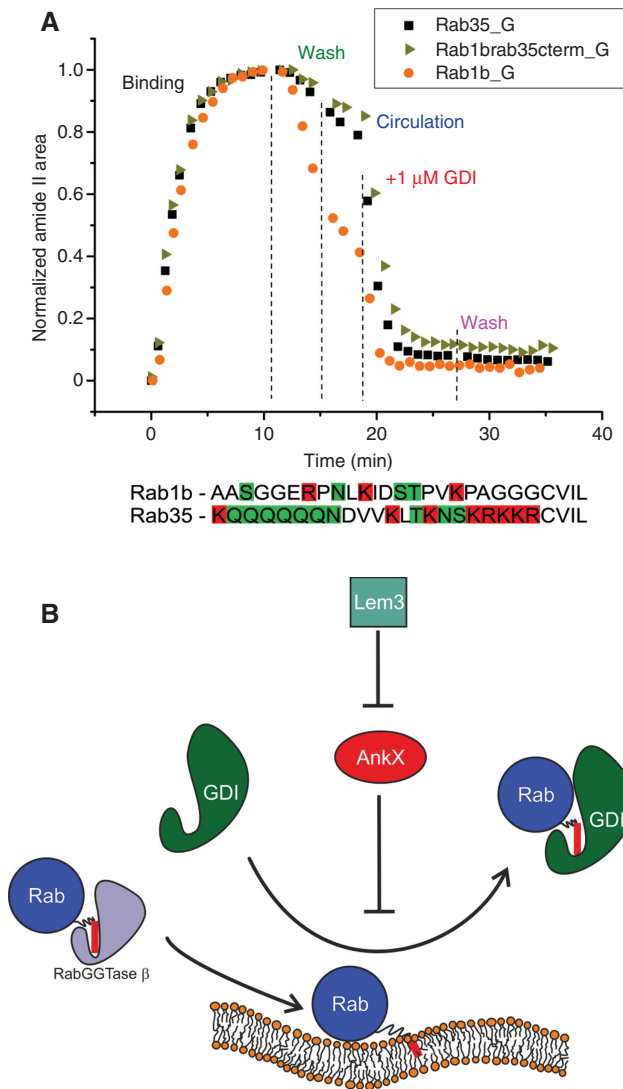 A
Rab35_G
Rab1brab35cterm_G
Rab1b_G
Wash
Binding
Circulation
+1 μM GDI
Wash
Normalized amide II area
1.0
0.8
0.6
0.4
0.2
0
0
10
20
30
40
Time (min)
Rab1b - AASGGERPNLKIDSTPVKPAGGGCVIL
Rab35 - KQQQQQQNDVVKLTKNSKRKKRCVIL
B
Lem3
AnkX
GDI
Rab
GDI
Rab
RabGGTase β
Rab